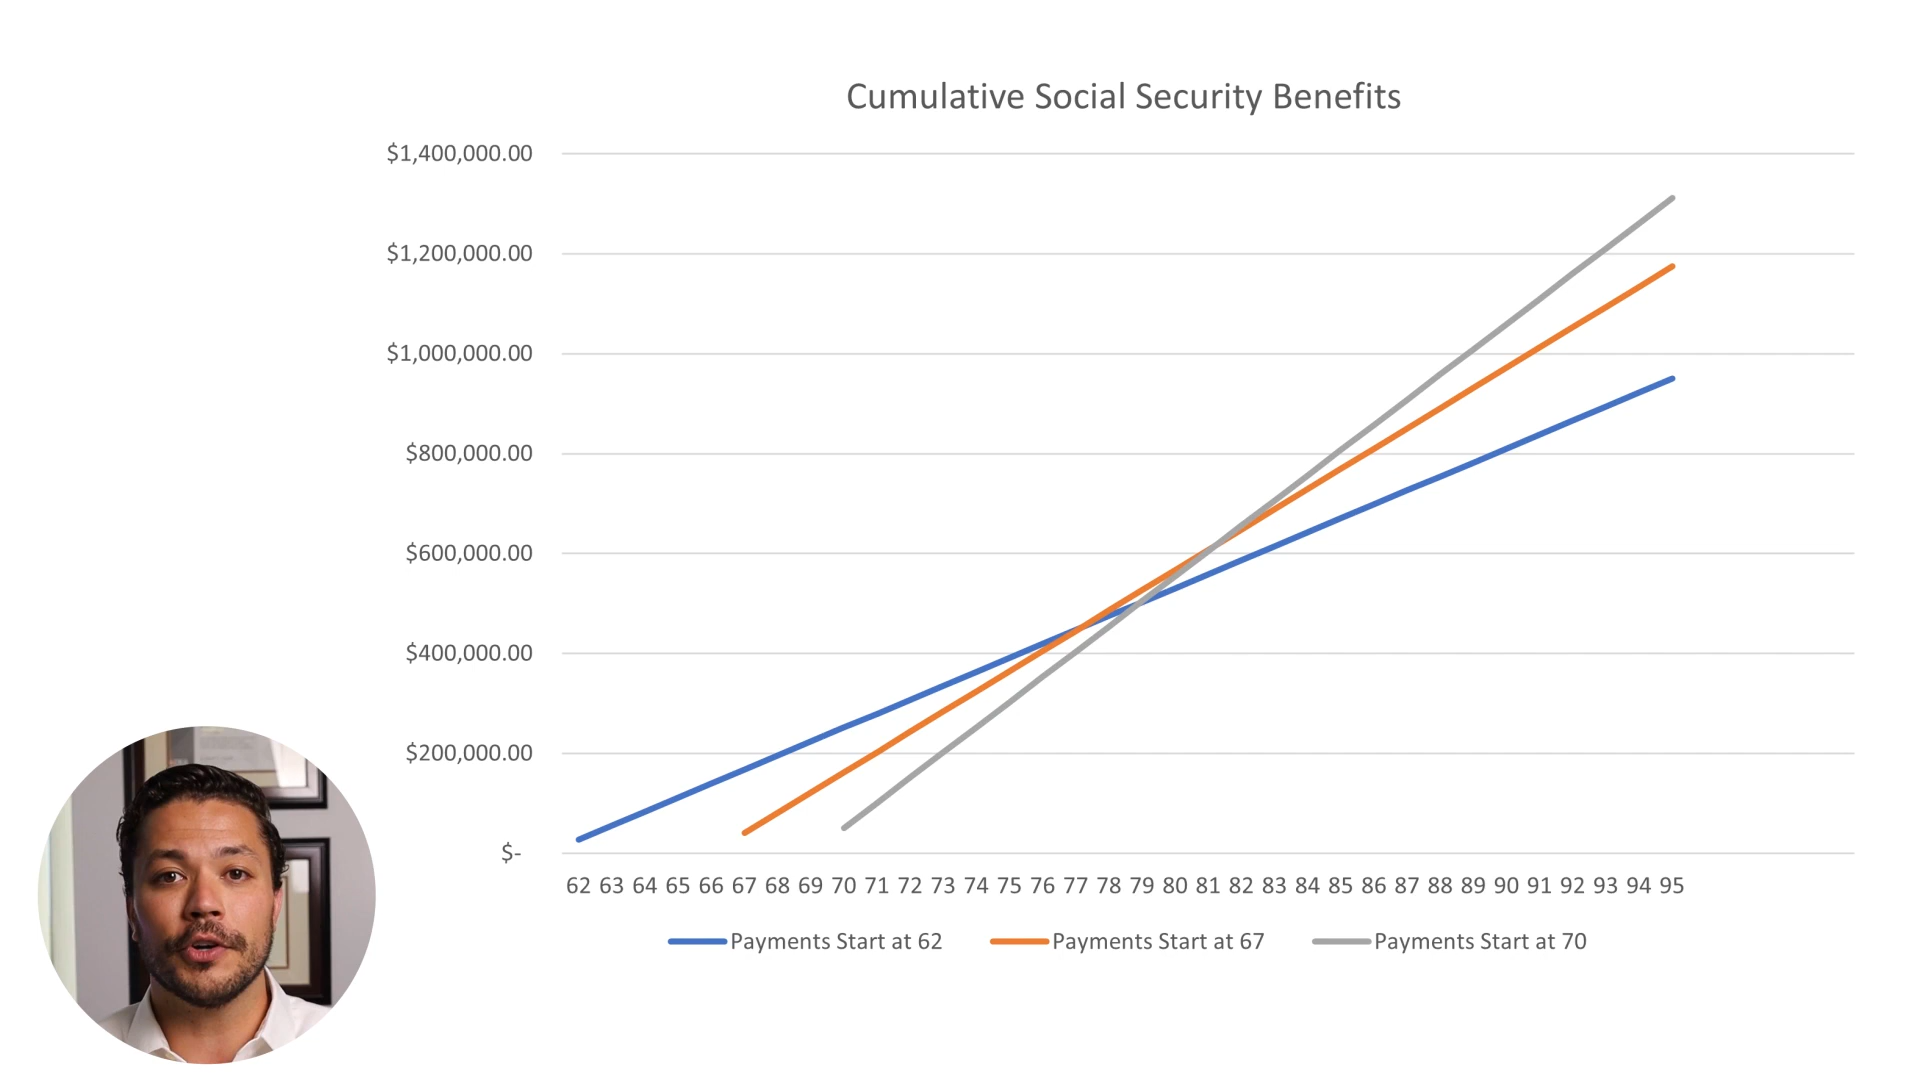 Cumulative Social Security Benefits
$1,400,000.00
$1,200,000.00
$1,000,000.00
$800,000.00
$600,000.00
$400,000.00
$200,000.00
$-
62 63 64 65 66 67 68 69 70 71 72 73 74 75 76 77 78 79 80 81 82 83 84 85 86 87 88 89 90 91 92 93 94 95
Payments Start at 62 Payments Start at 67 Payments Start at 70